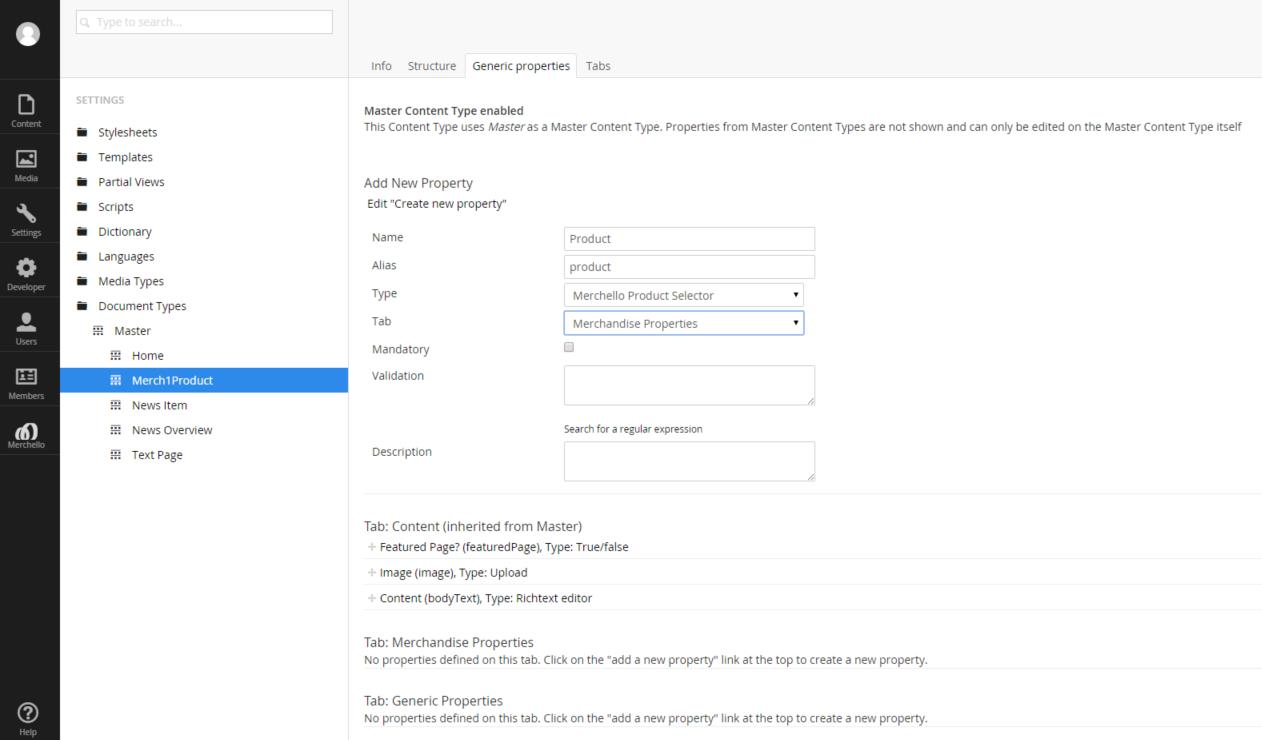 Type to search...
Content
Media
Settings
Developer
Users
Members
Merchello
Help
SETTINGS
Stylesheets
Templates
Partial Views
Scripts
Dictionary
Languages
Media Types
Document Types
Master
Home
Merch1Product
News Item
News Overview
Text Page
Info Structure Generic properties Tabs
Master Content Type enabled
This Content Type uses Master as a Master Content Type. Properties from Master Content Types are not shown and can only be edited on the Master Content Type itself
Add New Property
Edit "Create new property"
Name Product
Alias product
Type Merchello Product Selector
Tab Merchandise Properties
Mandatory
Validation
Search for a regular expression
Description
Tab: Content (inherited from Master)
Featured Page? (featuredPage), Type: True/false
Image (image), Type: Upload
Content (bodyText), Type: Richtext editor
Tab: Merchandise Properties
No properties defined on this tab. Click on the "add a new property" link at the top to create a new property.
Tab: Generic Properties
No properties defined on this tab. Click on the "add a new property" link at the top to create a new property.